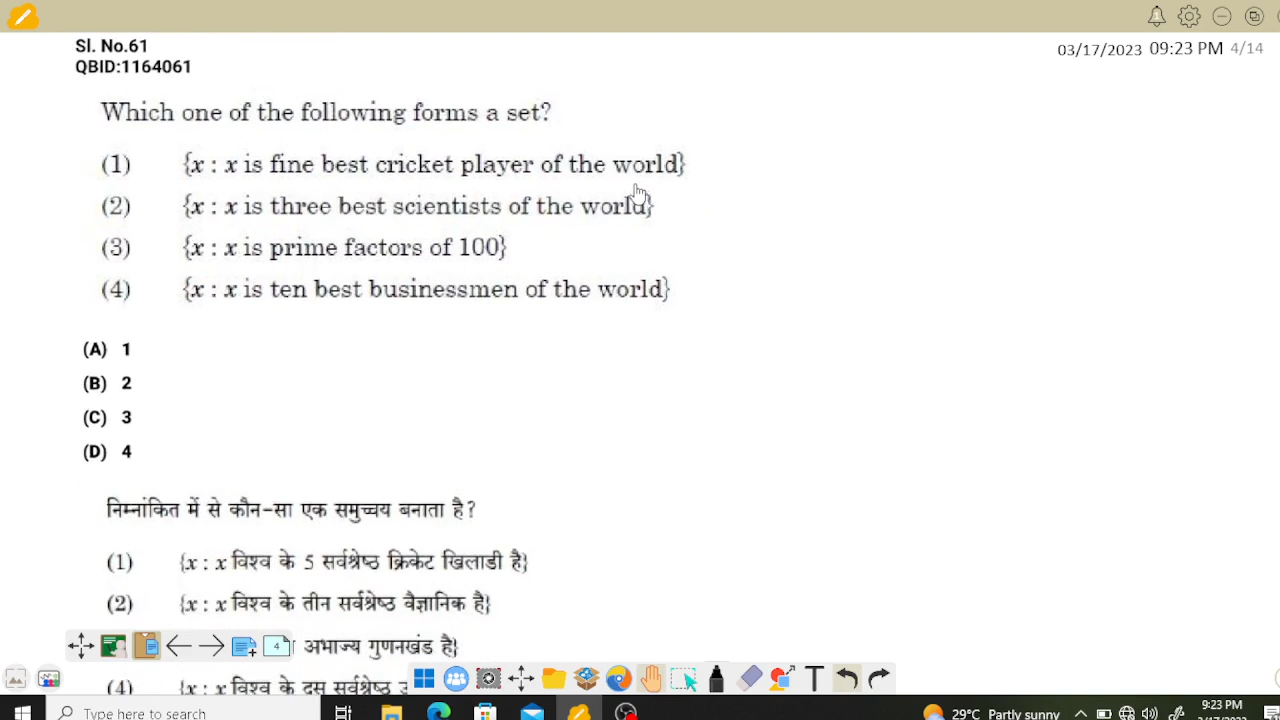 Sl. No.61
QBID:1164061
03/17/2023 09:23 PM 4/14
Which one of the following forms a set?
(1) {x : x is fine best cricket player of the world}
(2) {x : x is three best scientists of the world}
(3) {x : x is prime factors of 100}
(4) {x : x is ten best businessmen of the world}
(A) 1
(B) 2
(C) 3
(D) 4
निम्नांकित में से कौन-सा एक समुच्चय बनाता है?
(1) {x : x विश्व के 5 सर्वश्रेष्ठ क्रिकेट खिलाडी है}
(2) {x : x विश्व के तीन सर्वश्रेष्ठ वैज्ञानिक है}
4 अभाज्य गुणनखंड है}
(4) {x : x विश्व के दस सर्वश्रेष्ठ
Type here to search
29°C Partly sunny
9:23 PM